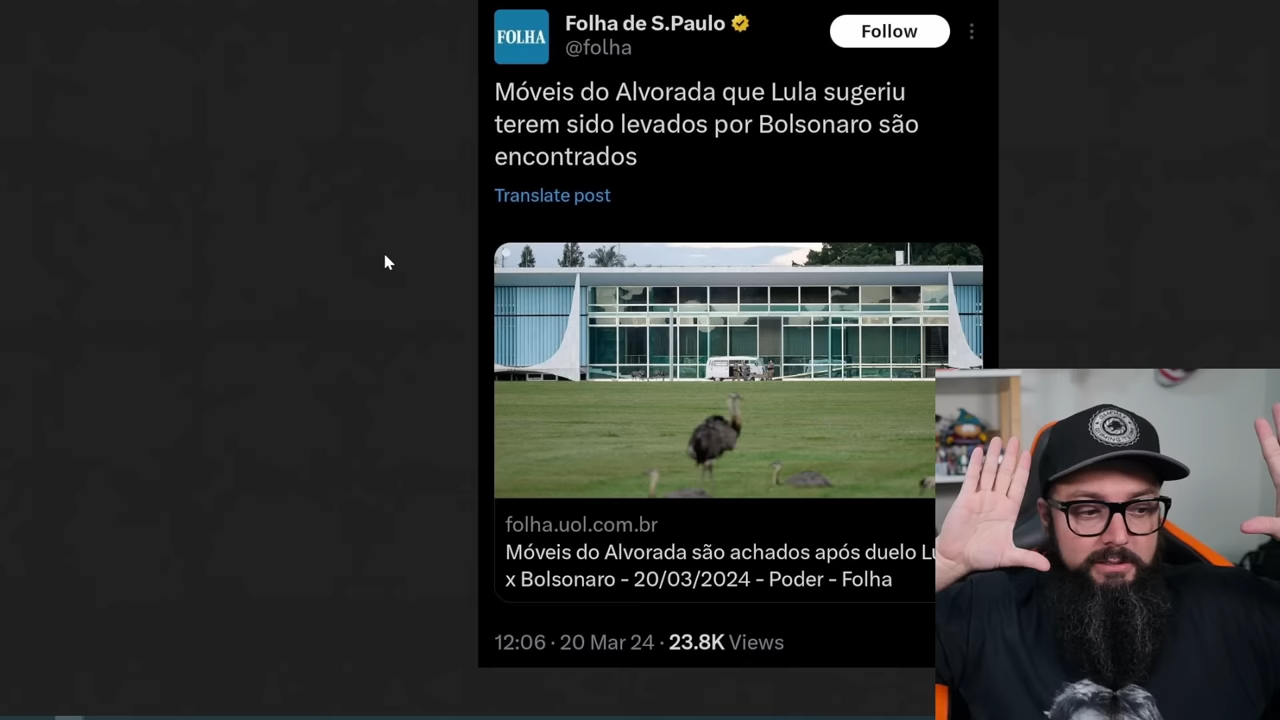 FOLHA
Folha de S.Paulo
@folha
Follow
Móveis do Alvorada que Lula sugeriu
terem sido levados por Bolsonaro são
encontrados
Translate post
folha.uol.com.br
Móveis do Alvorada são achados após duelo
x Bolsonaro - 20/03/2024 - Poder - Folha
12:06 · 20 Mar 24 · 23.8K Views